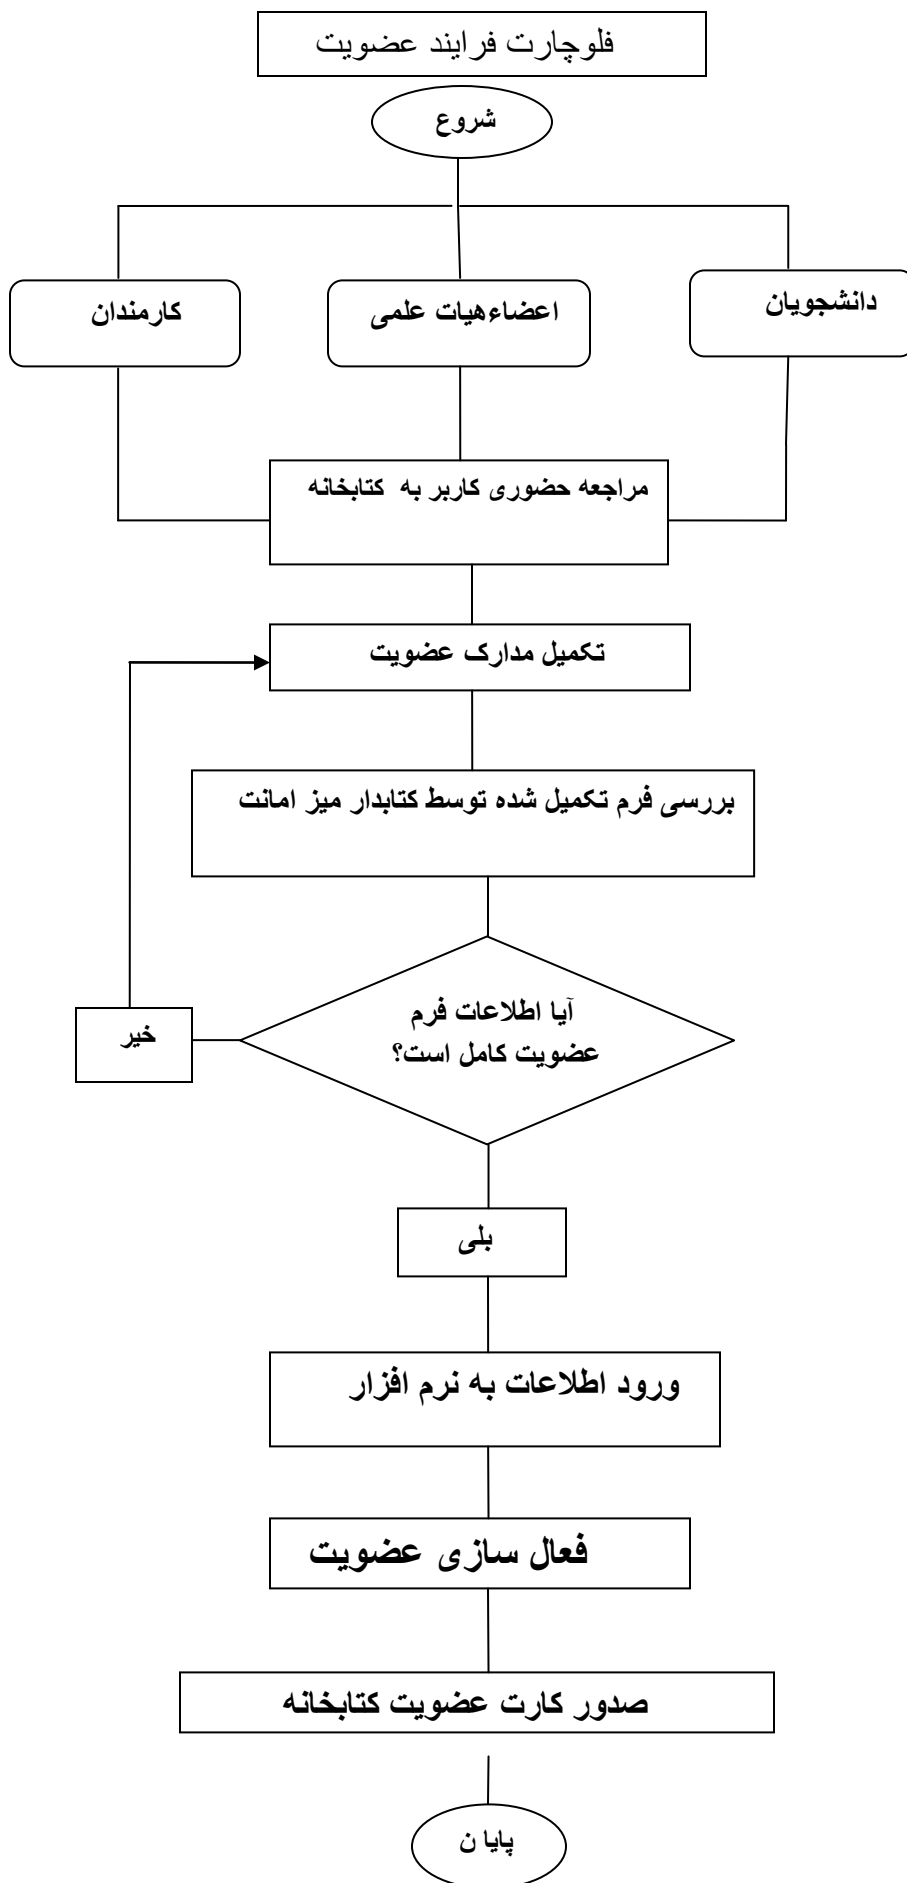 فلوچارت فرایند عضویت
شروع
دانشجویان
اعضاءهیات علمی
کارمندان
مراجعه حضوری کاربر به کتابخانه
تکمیل مدارک عضویت
بررسی فرم تکمیل شده توسط کتابدار میز امانت
آیا اطلاعات فرم
عضویت کامل است؟
خیر
بلی
ورود اطلاعات به نرم افزار
فعال سازی عضویت
صدور کارت عضویت کتابخانه
پایا ن